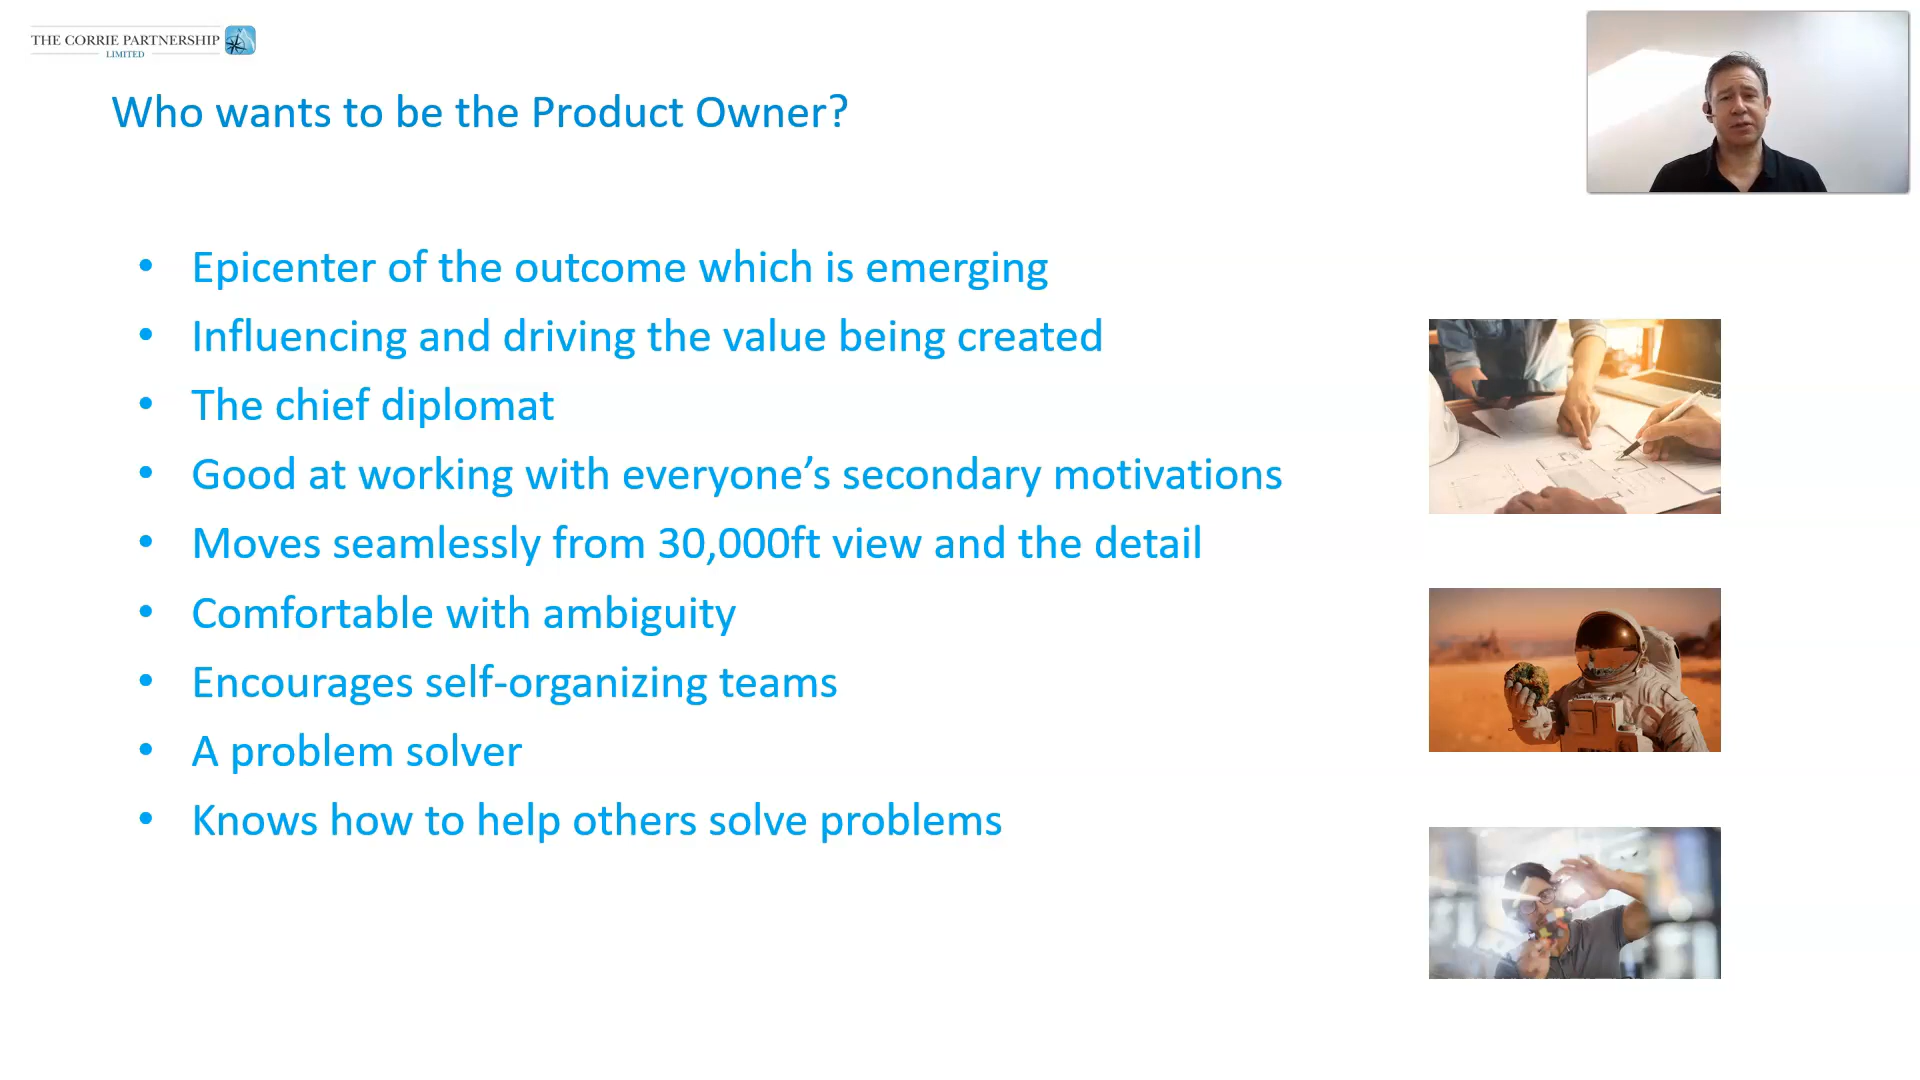 THE CORRIE PARTNERSHIP
LIMITED
Who wants to be the Product Owner?
• Epicenter of the outcome which is emerging
• Influencing and driving the value being created
• The chief diplomat
• Good at working with everyone’s secondary motivations
• Moves seamlessly from 30,000ft view and the detail
• Comfortable with ambiguity
• Encourages self-organizing teams
• A problem solver
• Knows how to help others solve problems